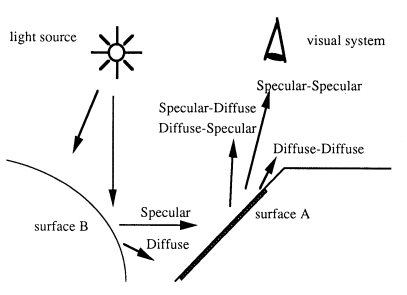 light source
visual system
Specular-Specular
Specular-Diffuse
Diffuse-Specular
Diffuse-Diffuse
Specular
surface A
surface B
Diffuse